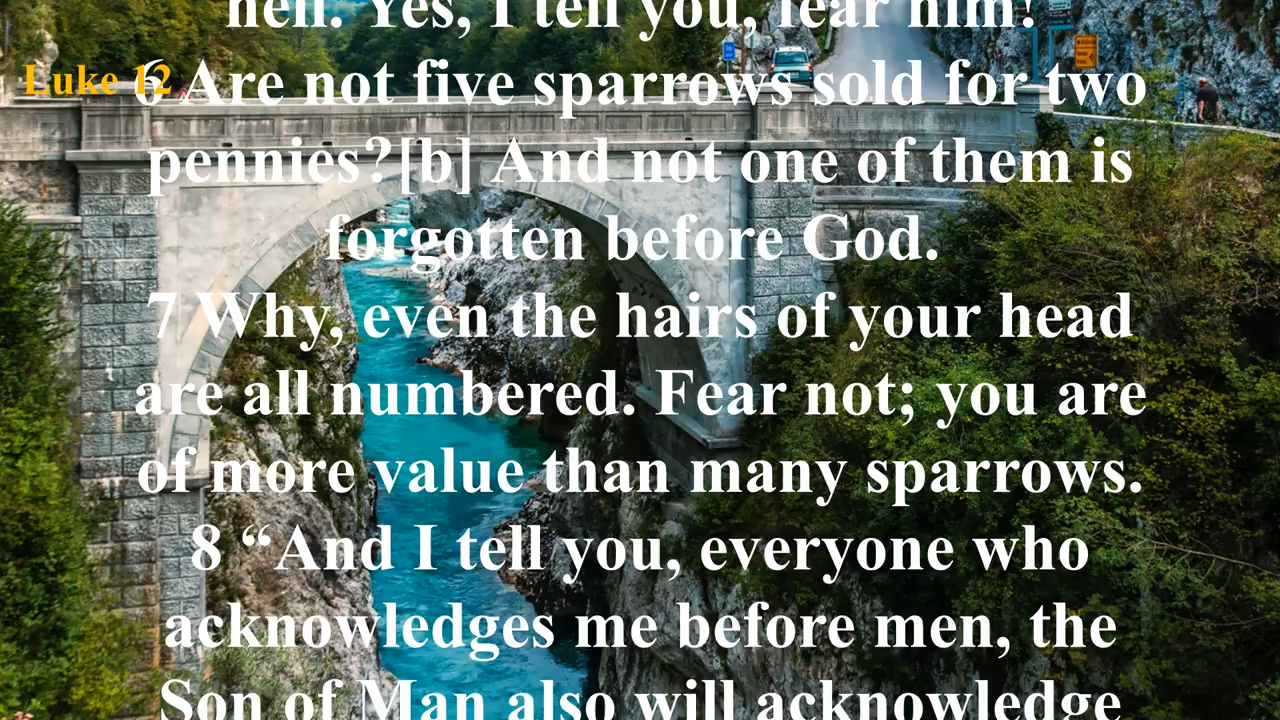 hell. Yes, I tell you, fear him!
Luke 12
6 Are not five sparrows sold for two
pennies?[b] And not one of them is
forgotten before God.
7 Why, even the hairs of your head
are all numbered. Fear not; you are
of more value than many sparrows.
8 “And I tell you, everyone who
acknowledges me before men, the
Son of Man also will acknowledge